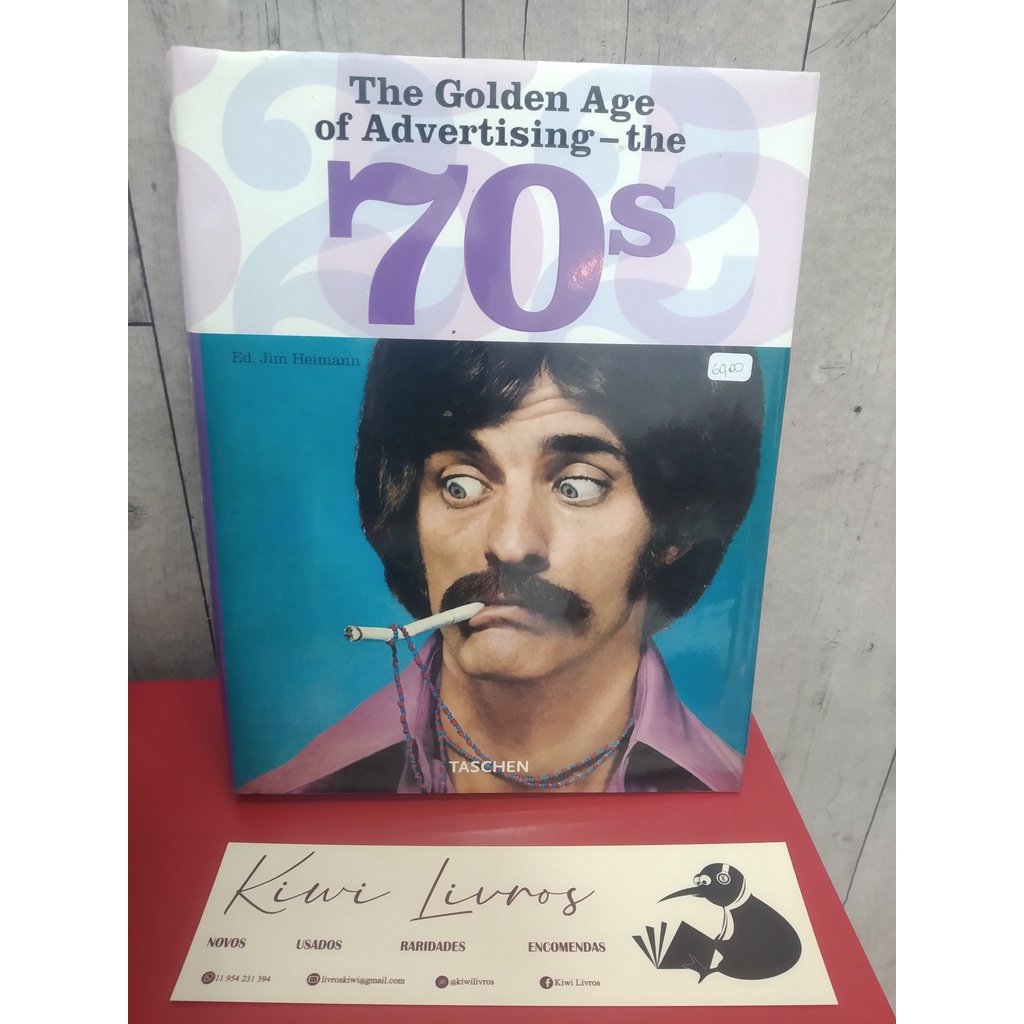 The Golden Age
of Advertising – the
70s
Ed. Jim Heimann
69,00
TASCHEN
Kiwi Livros
NOVOS USADOS RARIDADES ENCOMENDAS
11 954 231 394 livroskiwi@gmail.com @kiwilivros Kiwi Livros